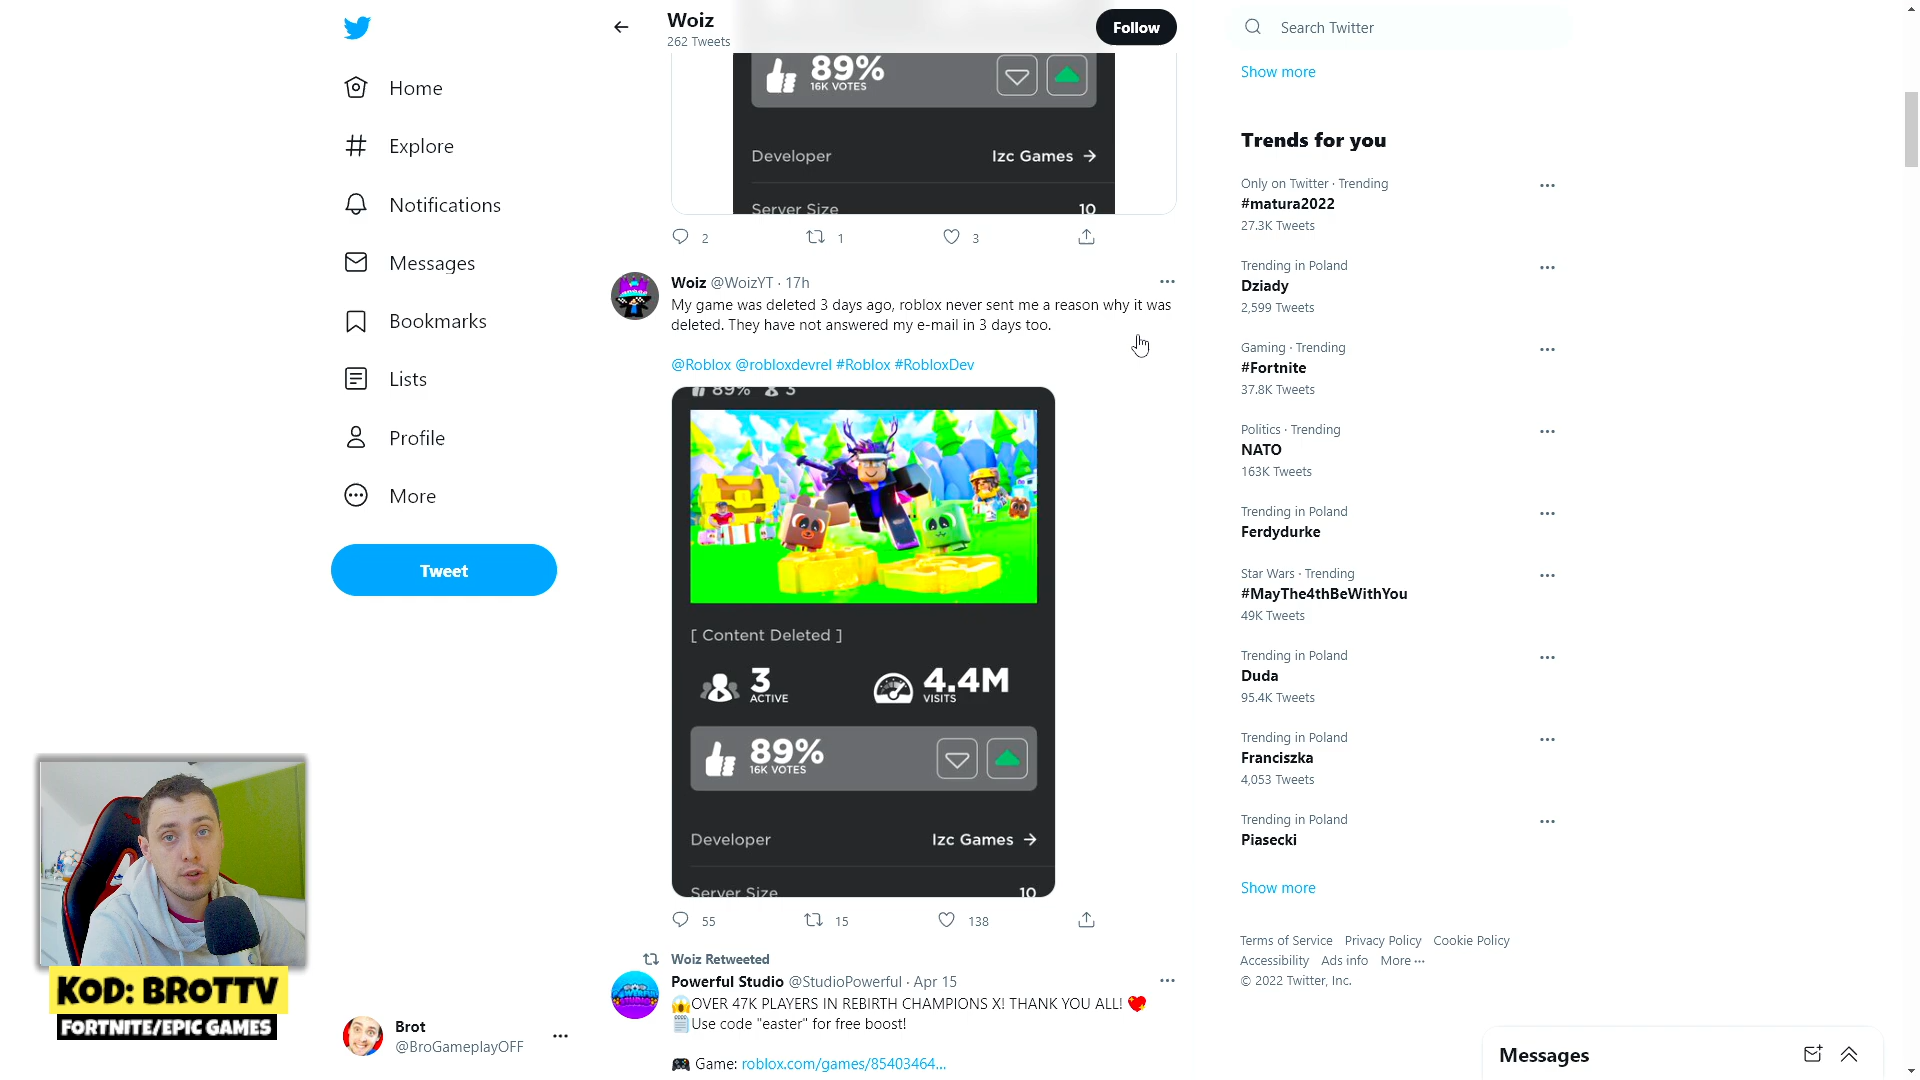 Home
Explore
Notifications
Messages
Bookmarks
Lists
Profile
More
Tweet
KOD: BROTTV
FORTNITE/EPIC GAMES
Brot
@BroGameplayOFF
Woiz
262 Tweets
Follow
89%
16K VOTES
Developer
Izc Games
Server Size
10
2
1
3
Woiz @WoizYT · 17h
My game was deleted 3 days ago, roblox never sent me a reason why it was
deleted. They have not answered my e-mail in 3 days too.
@Roblox @robloxdevrel #Roblox #RobloxDev
89% 3
[ Content Deleted ]
3
ACTIVE
4.4M
VISITS
89%
16K VOTES
Developer
Izc Games
Server Size
10
55
15
138
Woiz Retweeted
Powerful Studio @StudioPowerful · Apr 15
😱OVER 47K PLAYERS IN REBIRTH CHAMPIONS X! THANK YOU ALL! 💖
🗒️Use code "easter" for free boost!
🎮 Game: roblox.com/games/85403464...
Search Twitter
Show more
Trends for you
Only on Twitter · Trending
#matura2022
27.3K Tweets
Trending in Poland
Dziady
2,599 Tweets
Gaming · Trending
#Fortnite
37.8K Tweets
Politics · Trending
NATO
163K Tweets
Trending in Poland
Ferdydurke
Star Wars · Trending
#MayThe4thBeWithYou
49K Tweets
Trending in Poland
Duda
95.4K Tweets
Trending in Poland
Franciszka
4,053 Tweets
Trending in Poland
Piasecki
Show more
Terms of Service Privacy Policy Cookie Policy
Accessibility Ads info More ···
© 2022 Twitter, Inc.
Messages